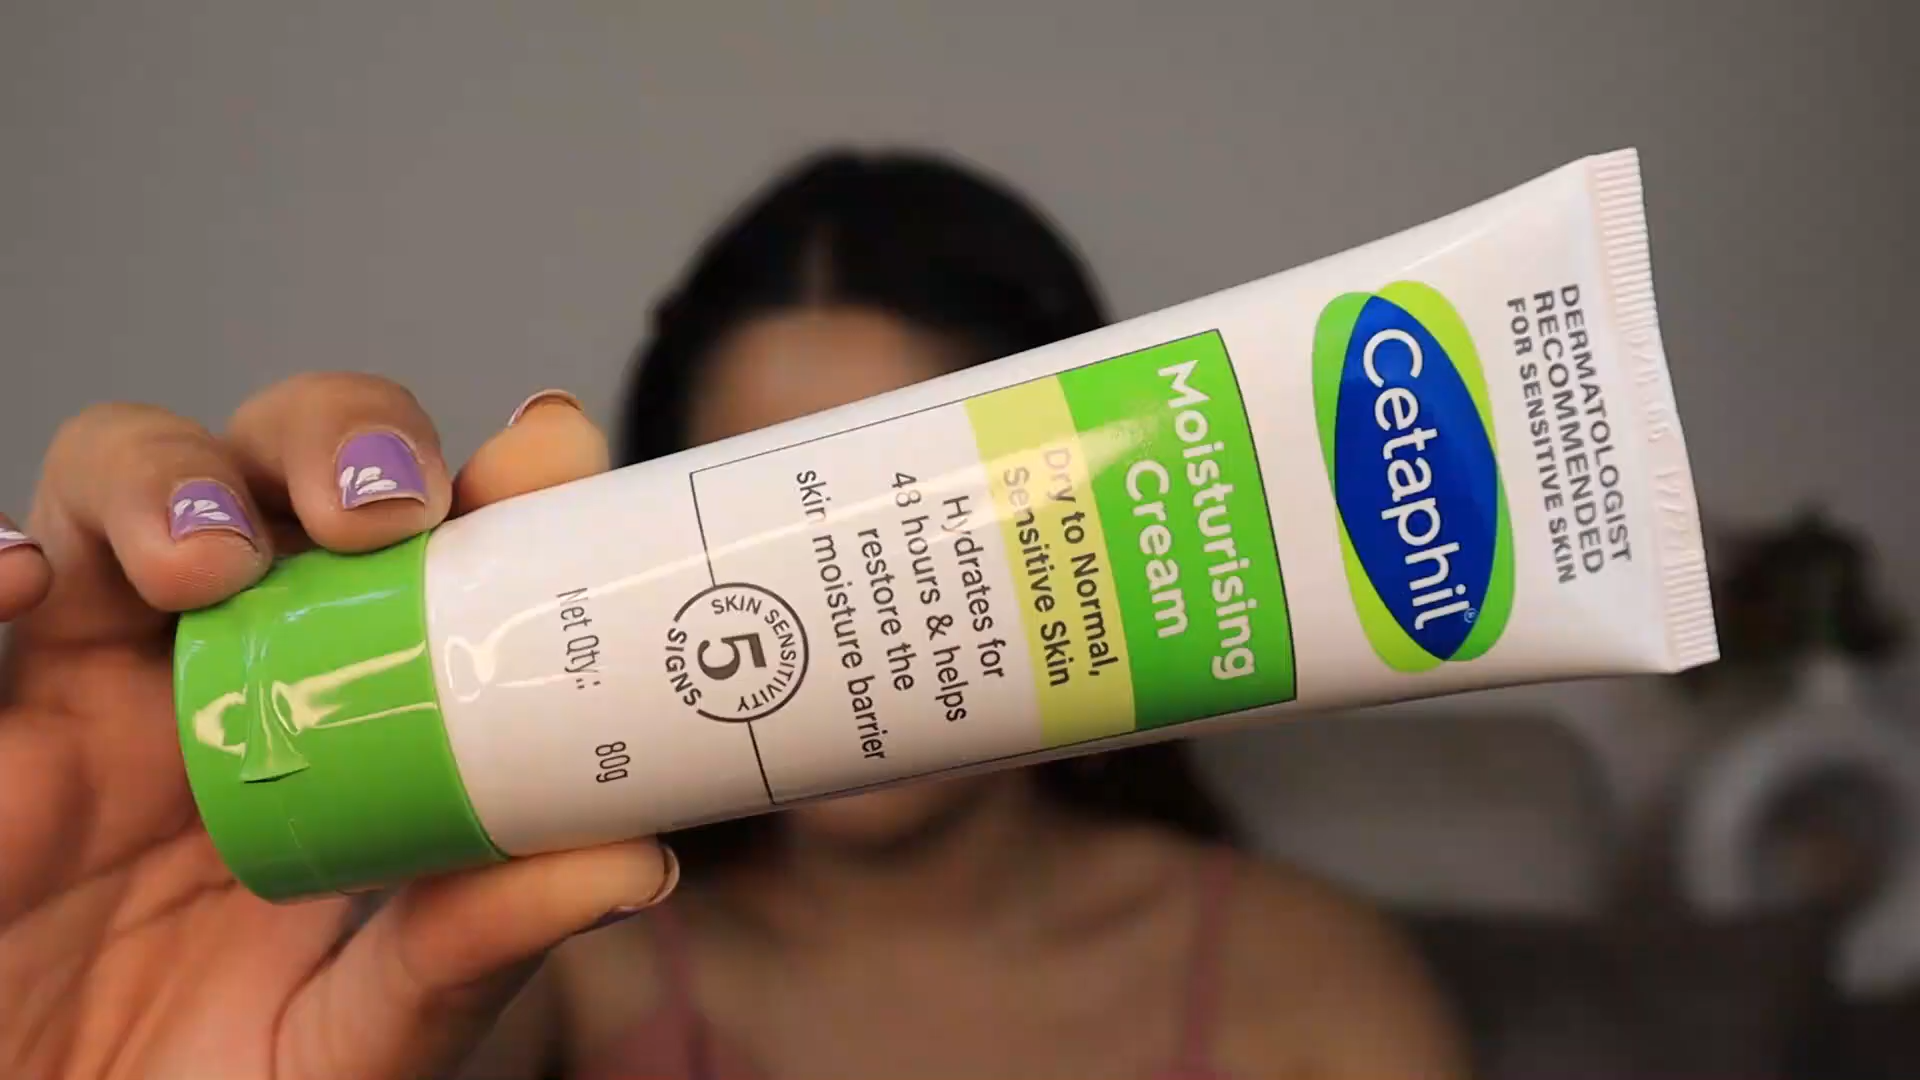 DERMATOLOGIST
RECOMMENDED
FOR SENSITIVE SKIN
Cetaphil®
Moisturising
Cream
Dry to Normal,
Sensitive Skin
Hydrates for
48 hours & helps
restore the
skin moisture barrier
SKIN SENSITIVITY
5
SIGNS
Net Qty.: 80g